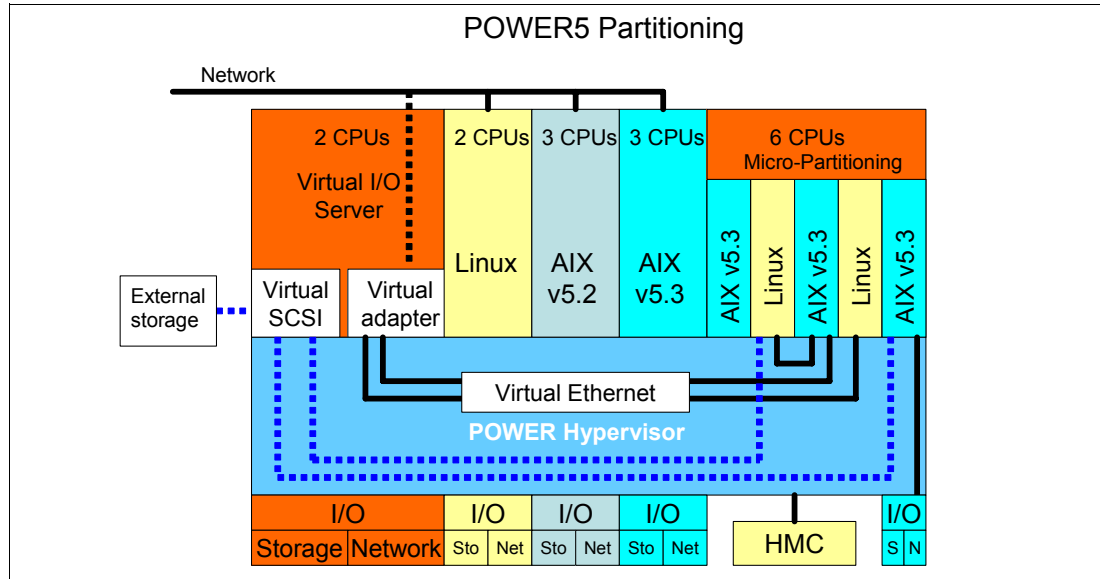 POWER5 Partitioning
Network
2 CPUs
2 CPUs
3 CPUs
3 CPUs
6 CPUs
Micro-Partitioning
Virtual I/O
Server
Linux
AIX
v5.2
AIX
v5.3
AIX v5.3
Linux
AIX v5.3
Linux
AIX v5.3
External
storage
Virtual
SCSI
Virtual
adapter
Virtual Ethernet
POWER Hypervisor
I/O
Storage
Network
I/O
Sto
Net
I/O
Sto
Net
I/O
Sto
Net
HMC
I/O
S
N